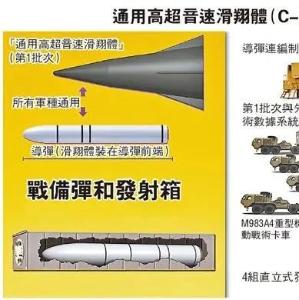 通用高超音速滑翔體(C-
「通用高超音速滑翔體」
(第1批次)
所有軍種通用
導彈(滑翔體裝在導彈前端)
戰備彈和發射箱
導彈連編制
第1批次與先
術數據系統
M983A4重型機
動戰術卡車
4組直立式發